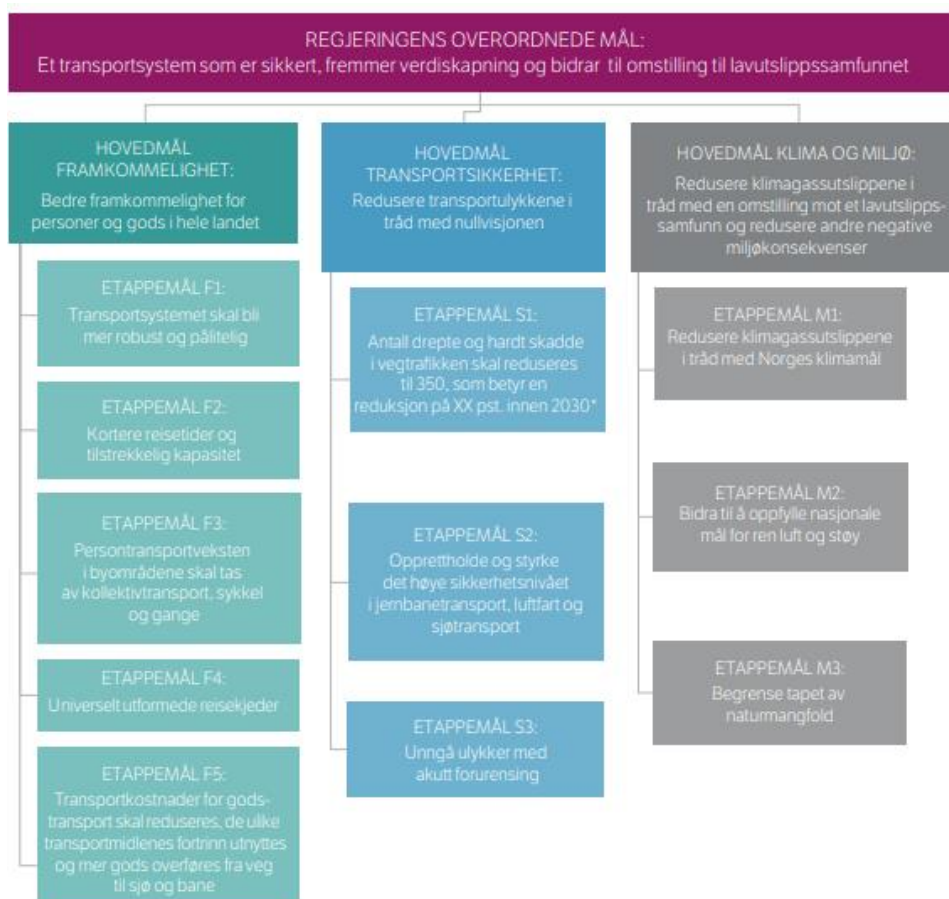 REGJERINGENS OVERORDNEDE MÅL:
Et transportsystem som er sikkert, fremmer verdiskapning og bidrar til omstilling til lavutslippssamfunnet
HOVEDMÅL
FRAMKOMMELIGHET:
Bedre framkommelighet for
personer og gods i hele landet
ETAPPEMÅL F1:
Transportsystemet skal bli
mer robust og pålitelig
ETAPPEMÅL F2:
Kortere reisetider og
tilstrekkelig kapasitet
ETAPPEMÅL F3:
Persontransportveksten
i byområdene skal tas
av kollektivtransport, sykkel
og gange
ETAPPEMÅL F4:
Universelt utformede reisekjeder
ETAPPEMÅL F5:
Transportkostnader for gods-
transport skal reduseres, de ulike
transportmidlenes fortrinn utnyttes
og mer gods overføres fra veg
til sjø og bane
HOVEDMÅL
TRANSPORTSIKKERHET:
Redusere transportulykkene i
tråd med nullvisjonen
ETAPPEMÅL S1:
Antall drepte og hardt skadde
i vegtrafikken skal reduseres
til 350, som betyr en
reduksjon på XX pst. innen 2030*
ETAPPEMÅL S2:
Opprettholde og styrke
det høye sikkerhetsnivået
i jernbanetransport, luftfart og
sjøtransport
ETAPPEMÅL S3:
Unngå ulykker med
akutt forurensing
HOVEDMÅL KLIMA OG MILJØ:
Redusere klimagassutslippene i
tråd med en omstilling mot et lavutslipps-
samfunn og redusere andre negative
miljøkonsekvenser
ETAPPEMÅL M1:
Redusere klimagassutslippene
i tråd med Norges klimamål
ETAPPEMÅL M2:
Bidra til å oppfylle nasjonale
mål for ren luft og støy
ETAPPEMÅL M3:
Begrense tapet av
naturmangfold